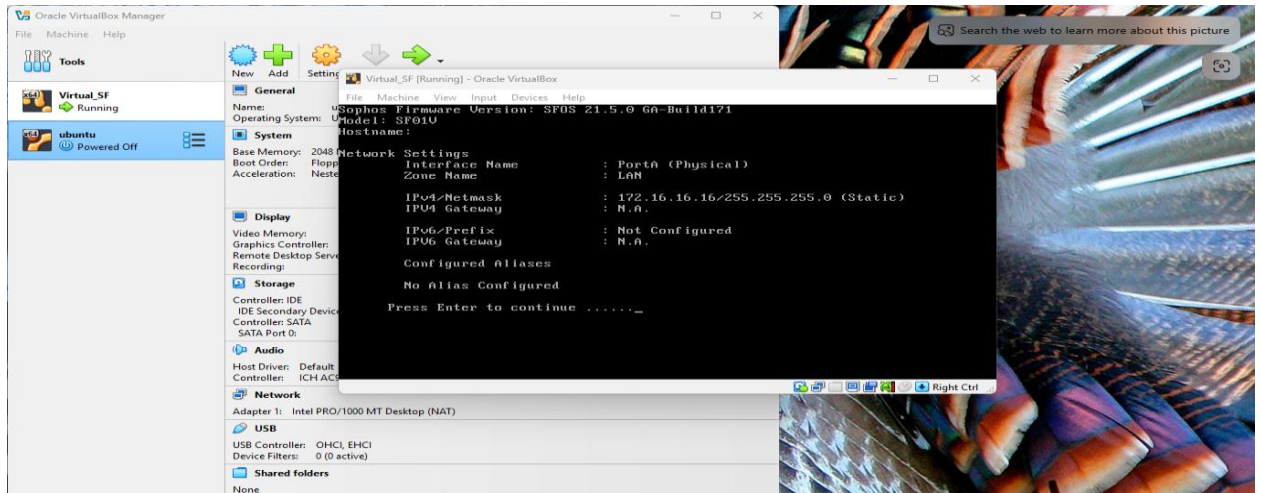 Oracle VirtualBox Manager
File Machine Help
Tools
New Add Setting
Virtual_SF
Running
ubuntu
Powered Off
General
Name: u
Operating System: U
System
Base Memory: 2048
Boot Order: Flopp
Acceleration: Neste
Display
Video Memory:
Graphics Controller:
Remote Desktop Serve
Recording:
Storage
Controller: IDE
IDE Secondary Device
Controller: SATA
SATA Port 0:
Audio
Host Driver: Default
Controller: ICH AC9
Network
Adapter 1: Intel PRO/1000 MT Desktop (NAT)
USB
USB Controller: OHCI, EHCI
Device Filters: 0 (0 active)
Shared folders
None
Virtual_SF [Running] - Oracle VirtualBox
File Machine View Input Devices Help
Sophos Firmware Version: SFOS 21.5.0 GA-Build171
Model: SF01V
Hostname:
Network Settings
Interface Name : PortA (Physical)
Zone Name : LAN
IPv4/Netmask : 172.16.16.16/255.255.255.0 (Static)
IPV4 Gateway : N.A.
IPv6/Prefix : Not Configured
IPV6 Gateway : N.A.
Configured Aliases
No Alias Configured
Press Enter to continue ......_
Right Ctrl
Search the web to learn more about this picture